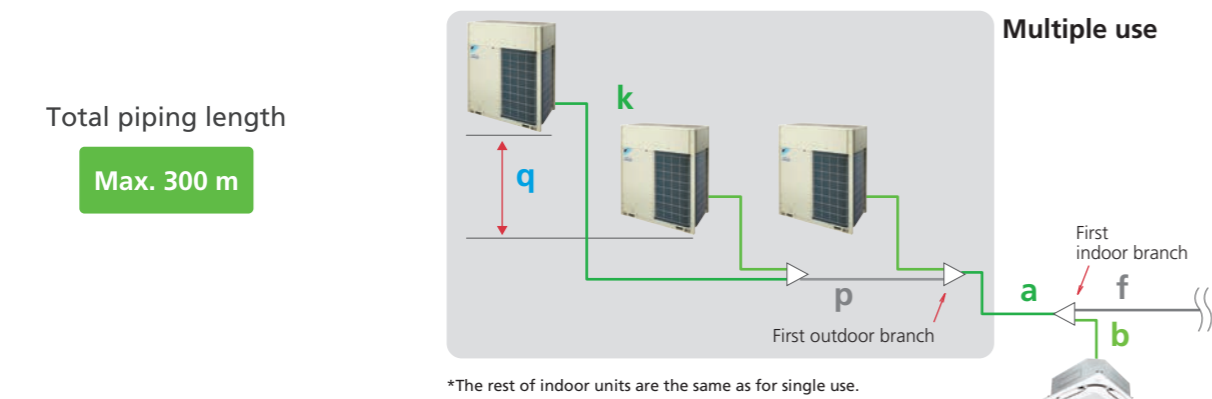 Multiple use
k
Total piping length
Max. 300 m
q
First
indoor branch
p
a
f
First outdoor branch
b
*The rest of indoor units are the same as for single use.